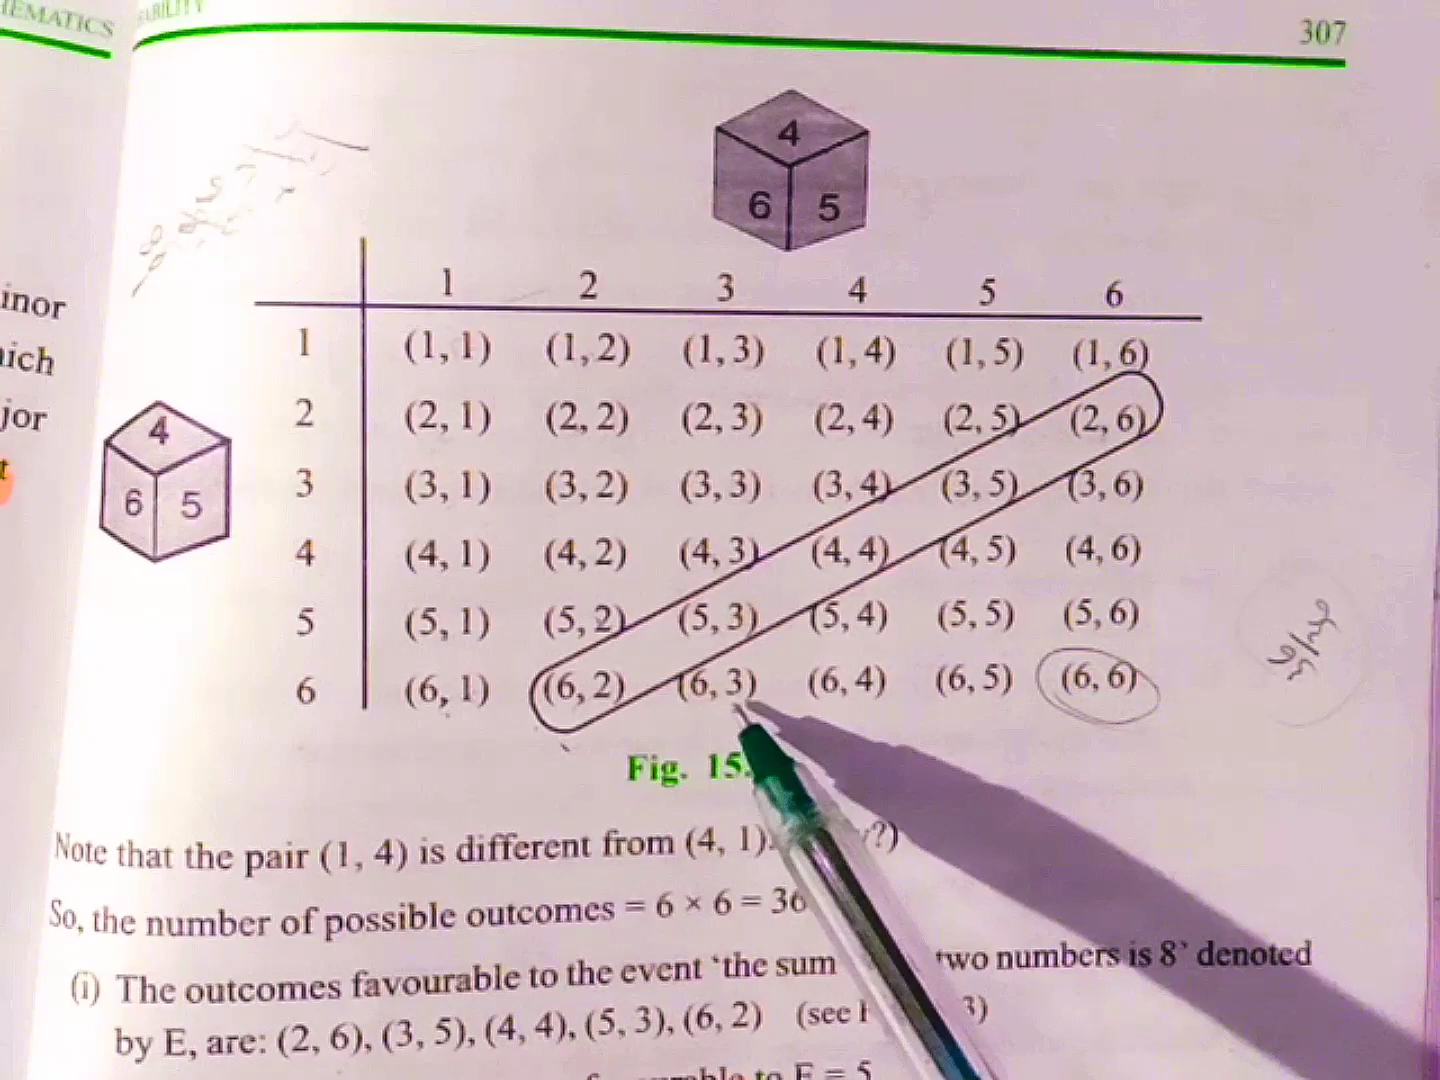 307
4
6 5
1 2 3 4 5 6
1 (1, 1) (1, 2) (1, 3) (1, 4) (1, 5) (1, 6)
2 (2, 1) (2, 2) (2, 3) (2, 4) (2, 5) (2, 6)
3 (3, 1) (3, 2) (3, 3) (3, 4) (3, 5) (3, 6)
4 (4, 1) (4, 2) (4, 3) (4, 4) (4, 5) (4, 6)
5 (5, 1) (5, 2) (5, 3) (5, 4) (5, 5) (5, 6)
6 (6, 1) (6, 2) (6, 3) (6, 4) (6, 5) (6, 6)
4
6 5
inor
jor
Fig. 15.
Note that the pair (1, 4) is different from (4, 1). ?)
So, the number of possible outcomes = 6 × 6 = 36
(i) The outcomes favourable to the event ‘the sum two numbers is 8’ denoted
by E, are: (2, 6), (3, 5), (4, 4), (5, 3), (6, 2) (see 3)
to E = 5